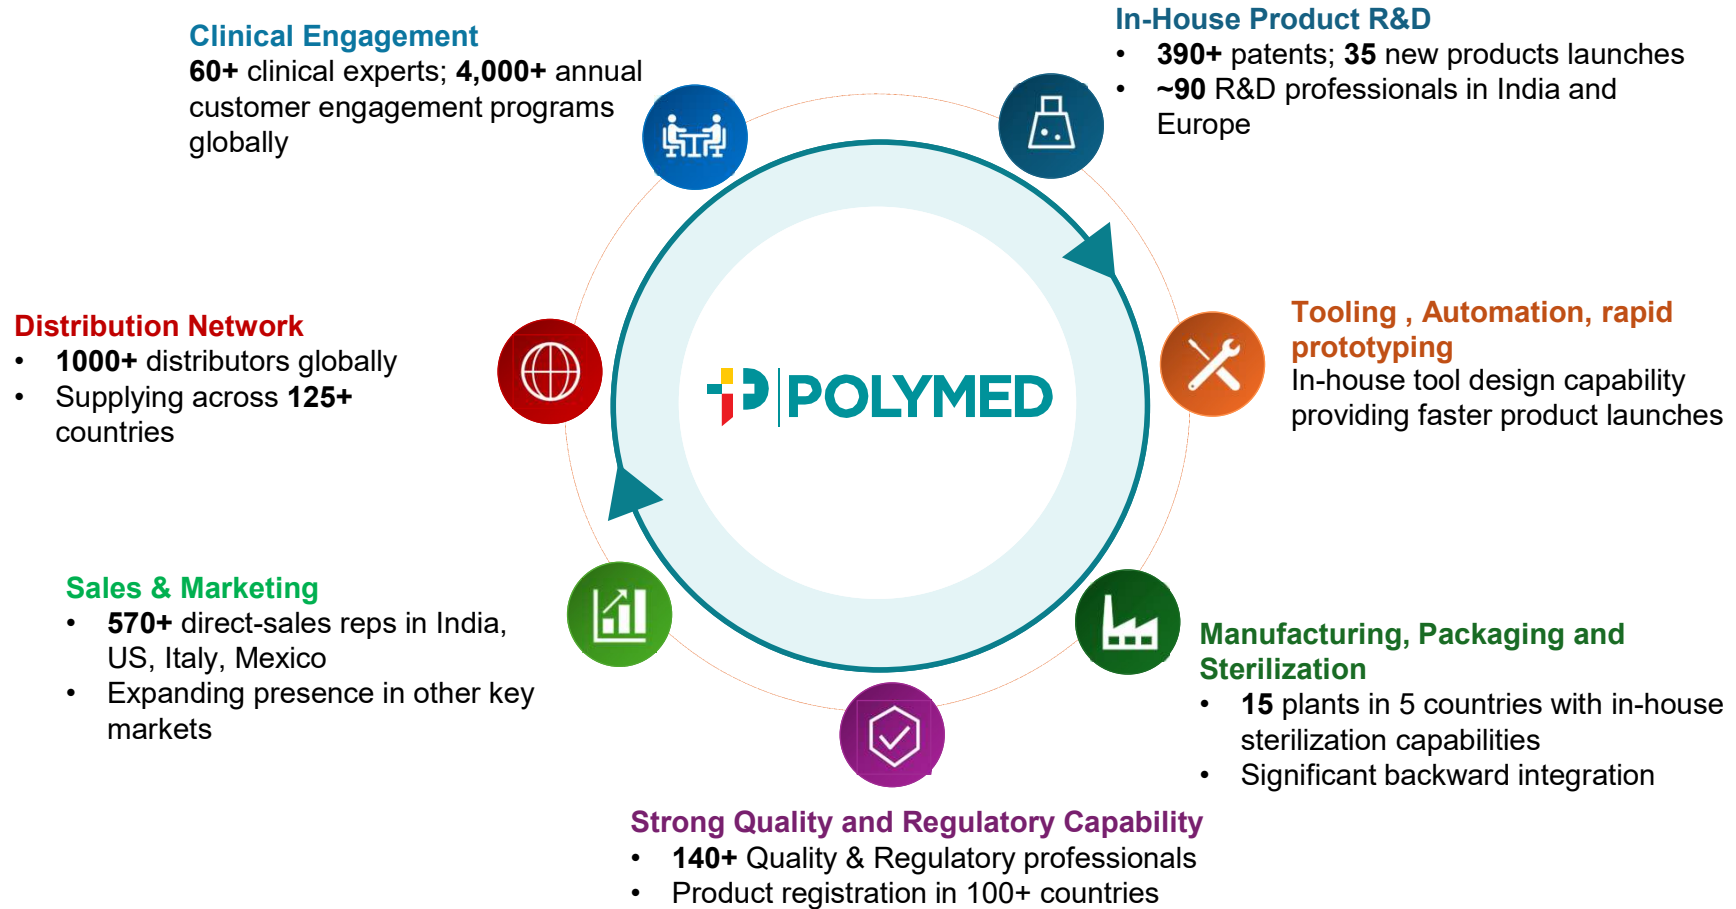 Clinical Engagement
60+ clinical experts; 4,000+ annual
customer engagement programs
globally
In-House Product R&D
• 390+ patents; 35 new products launches
• ~90 R&D professionals in India and
Europe
Tooling , Automation, rapid
prototyping
In-house tool design capability
providing faster product launches
Distribution Network
• 1000+ distributors globally
• Supplying across 125+
countries
POLYMED
Sales & Marketing
• 570+ direct-sales reps in India,
US, Italy, Mexico
• Expanding presence in other key
markets
Manufacturing, Packaging and
Sterilization
• 15 plants in 5 countries with in-house
sterilization capabilities
• Significant backward integration
Strong Quality and Regulatory Capability
• 140+ Quality & Regulatory professionals
• Product registration in 100+ countries